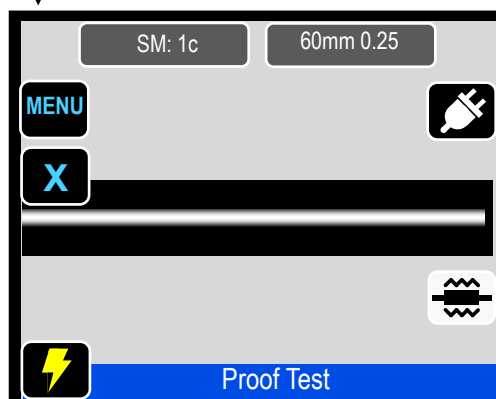 SM: 1c
60mm 0.25
MENU
X
Proof Test